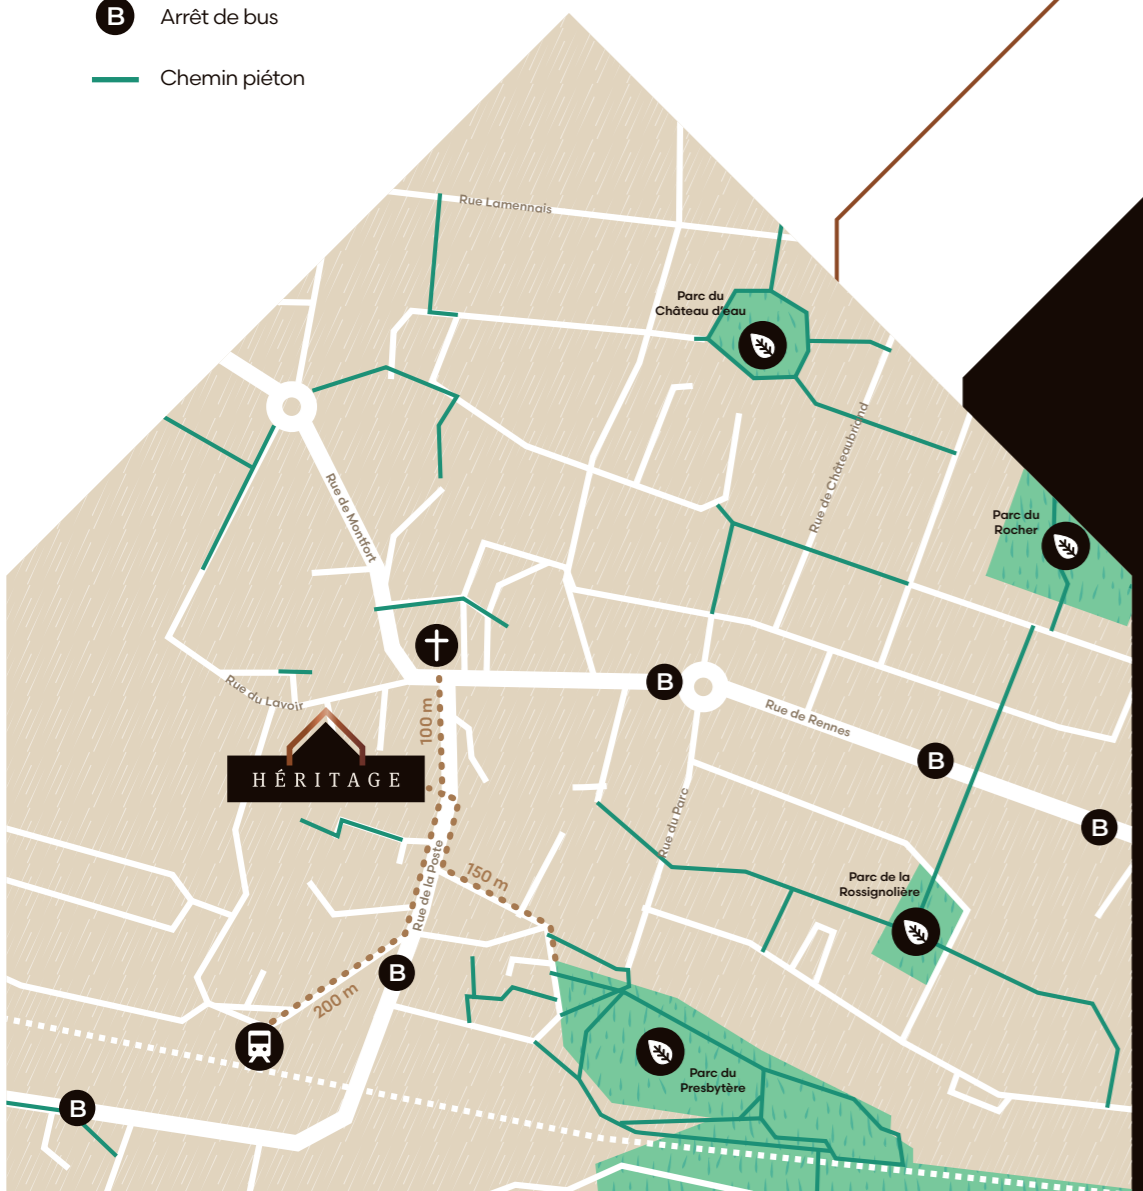 B Arrêt de bus
Chemin piéton
Rue Lamennais
Parc du
Château d'eau
Rue de Châteaubriand
Rue de Montfort
Parc du
Rocher
B
Rue du Lavoir
100 m
Rue de Rennes
HÉRITAGE
B
B
Rue du Parc
Rue de la Poste
150 m
Parc de la
Rossignolière
B
200 m
Parc du
Presbytère
B